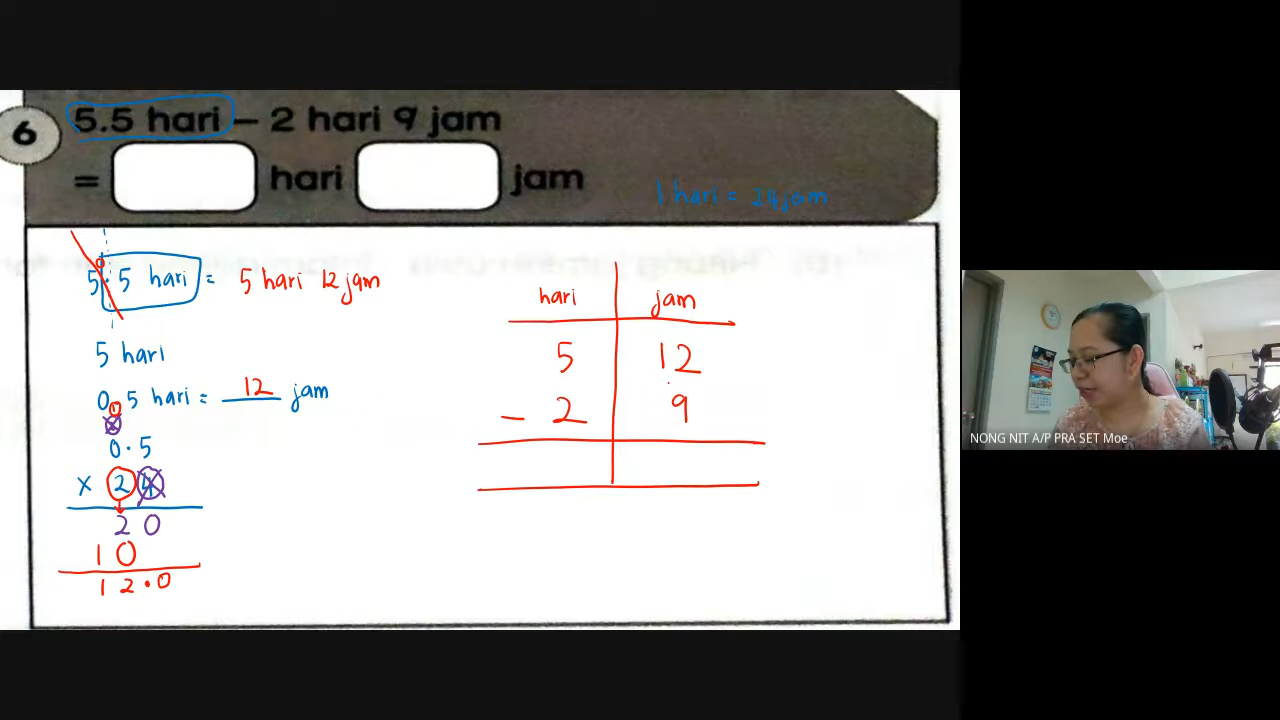 6
5.5 hari – 2 hari 9 jam
= hari jam
1 hari = 24 jam
5.5 hari = 5 hari 12 jam
5 hari
0.5 hari = 12 jam
0.5
x 24
20
10
12.0
hari jam
5 12
- 2 9
NONG NIT A/P PRA SET Moe